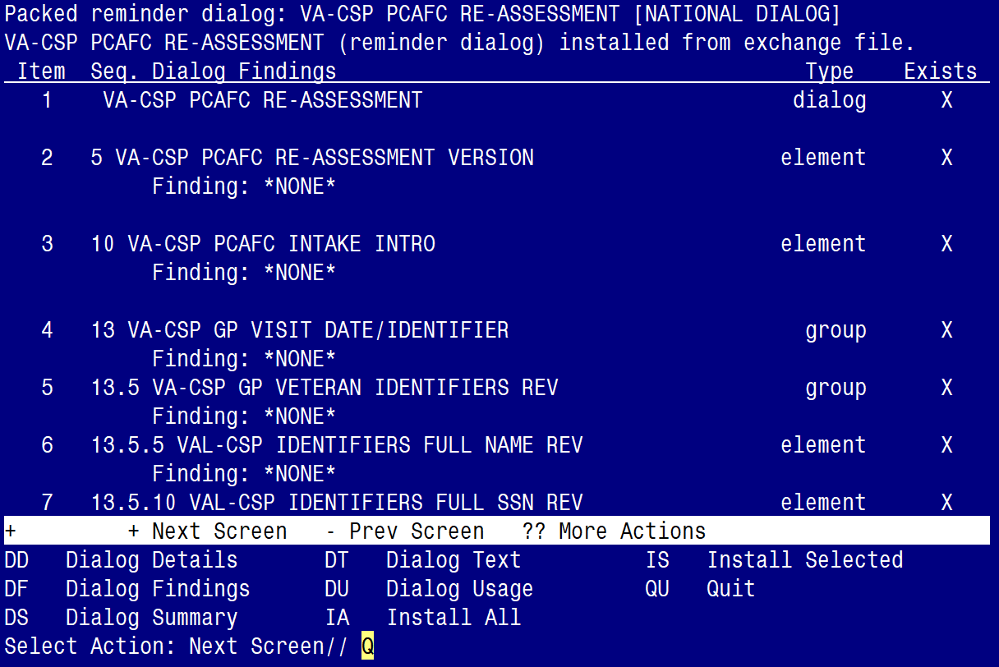 Packed reminder dialog: VA-CSP PCAFC RE-ASSESSMENT [NATIONAL DIALOG]
VA-CSP PCAFC RE-ASSESSMENT (reminder dialog) installed from exchange file.
Item Seq. Dialog Findings Type Exists
1 VA-CSP PCAFC RE-ASSESSMENT dialog X
2 5 VA-CSP PCAFC RE-ASSESSMENT VERSION element X
Finding: *NONE*
3 10 VA-CSP PCAFC INTAKE INTRO element X
Finding: *NONE*
4 13 VA-CSP GP VISIT DATE/IDENTIFIER group X
Finding: *NONE*
5 13.5 VA-CSP GP VETERAN IDENTIFIERS REV group X
Finding: *NONE*
6 13.5.5 VAL-CSP IDENTIFIERS FULL NAME REV element X
Finding: *NONE*
7 13.5.10 VAL-CSP IDENTIFIERS FULL SSN REV element X
+ + Next Screen - Prev Screen ?? More Actions
DD Dialog Details DT Dialog Text IS Install Selected
DF Dialog Findings DU Dialog Usage QU Quit
DS Dialog Summary IA Install All
Select Action: Next Screen// Q